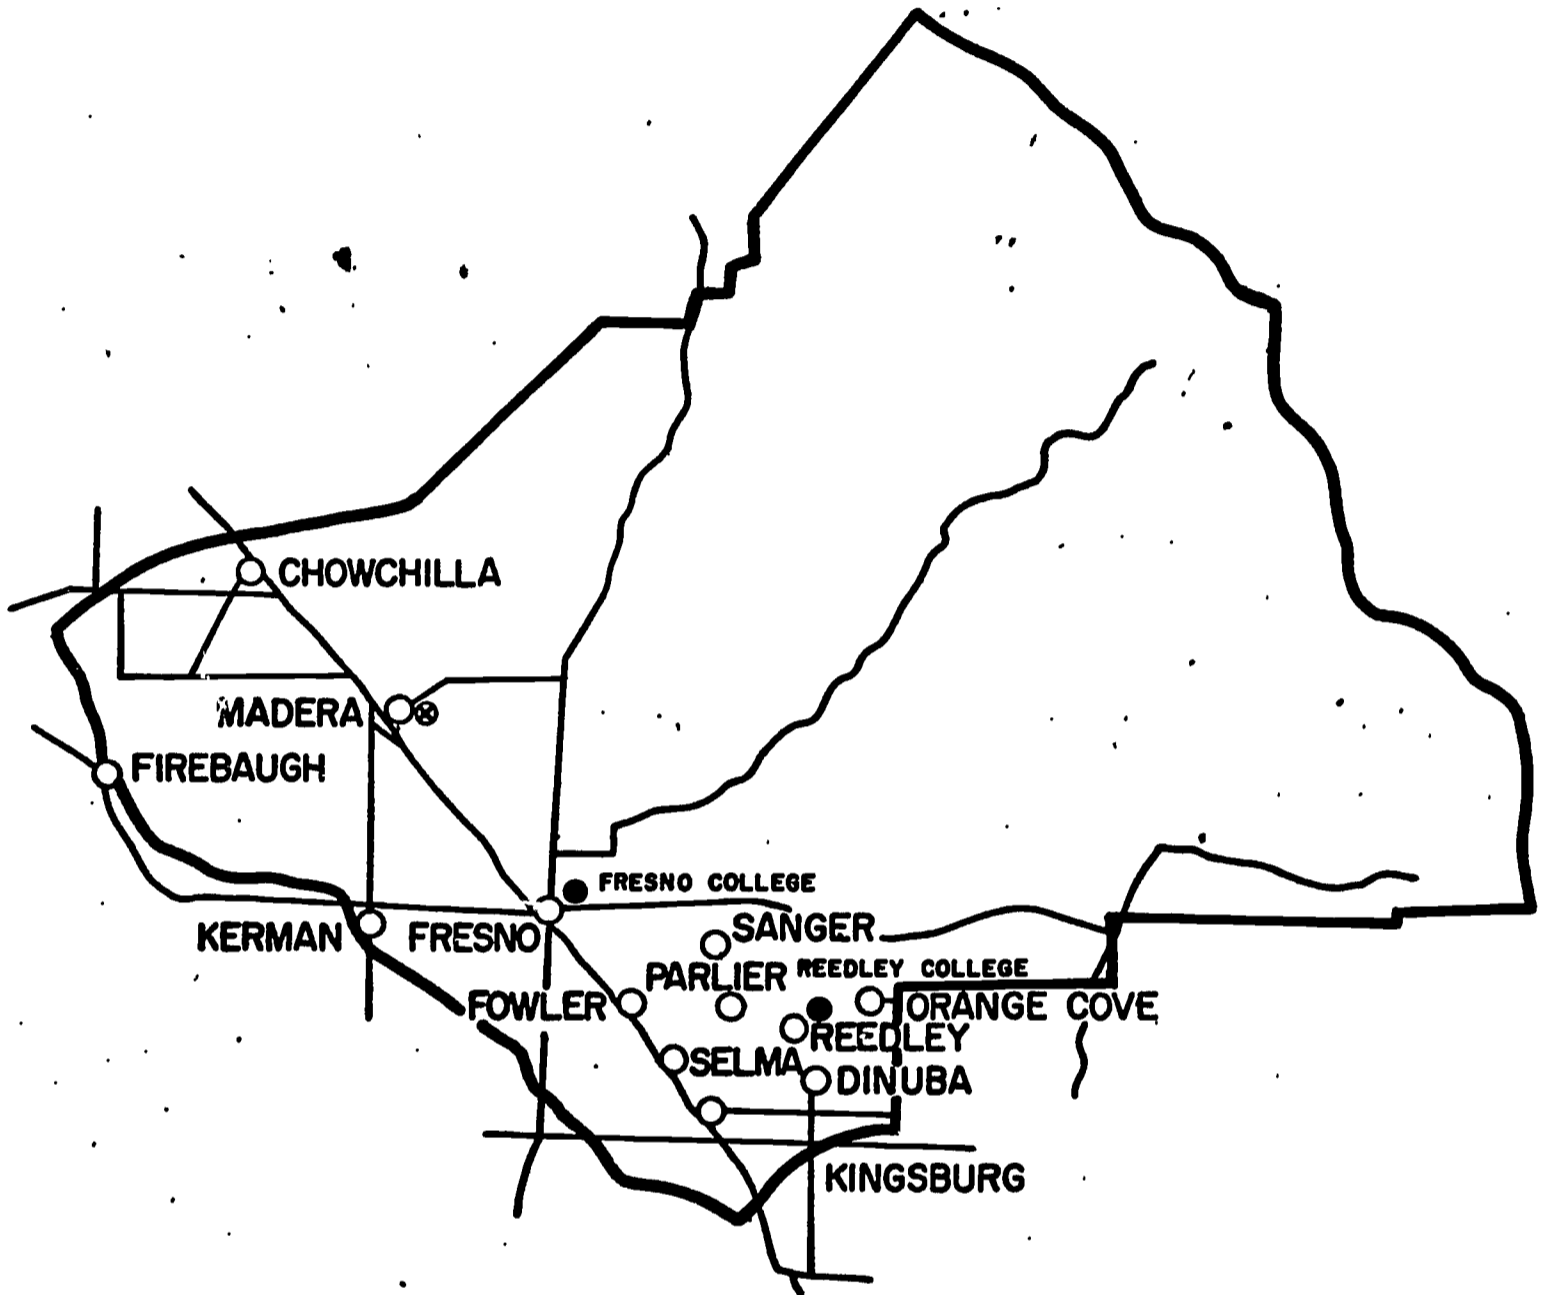 CHOWCHILLA
MADERA
FIREBAUGH
FRESNO COLLEGE
KERMAN
FRESNO
SANGER
PARLIER
REEDLEY COLLEGE
FOWLER
ORANGE COVE
REEDLEY
SELMA
DINUBA
KINGSBURG